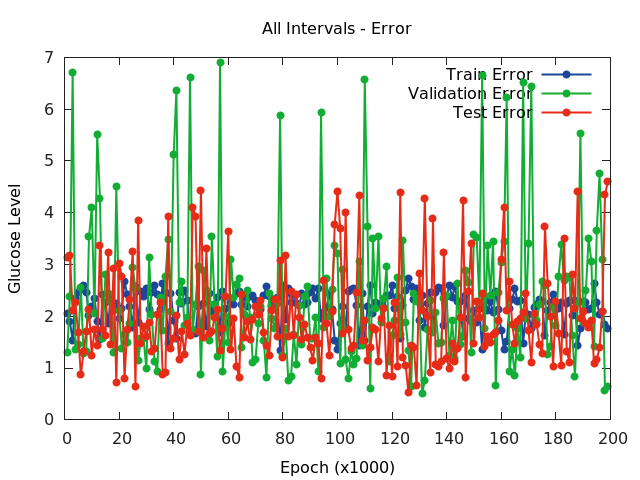 All Intervals - Error
Train Error
Validation Error
Test Error
7
6
5
4
3
2
1
0
Glucose Level
0 20 40 60 80 100 120 140 160 180 200
Epoch (x1000)